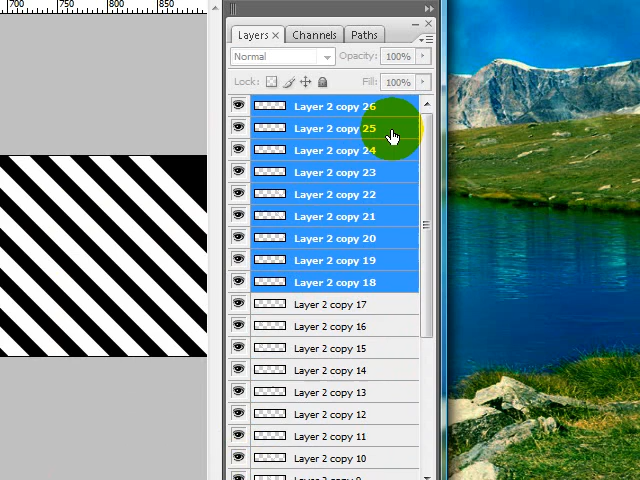 700 750 800 850
Layers × Channels Paths
Normal Opacity: 100%
Lock: Fill: 100%
Layer 2 copy 26
Layer 2 copy 25
Layer 2 copy 24
Layer 2 copy 23
Layer 2 copy 22
Layer 2 copy 21
Layer 2 copy 20
Layer 2 copy 19
Layer 2 copy 18
Layer 2 copy 17
Layer 2 copy 16
Layer 2 copy 15
Layer 2 copy 14
Layer 2 copy 13
Layer 2 copy 12
Layer 2 copy 11
Layer 2 copy 10
Layer 2 copy 9